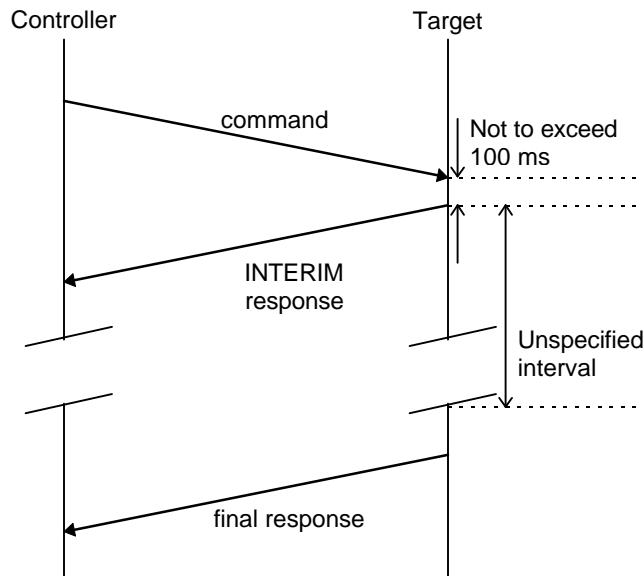 Controller
Target
command
Not to exceed
100 ms
INTERIM
response
Unspecified
interval
final response